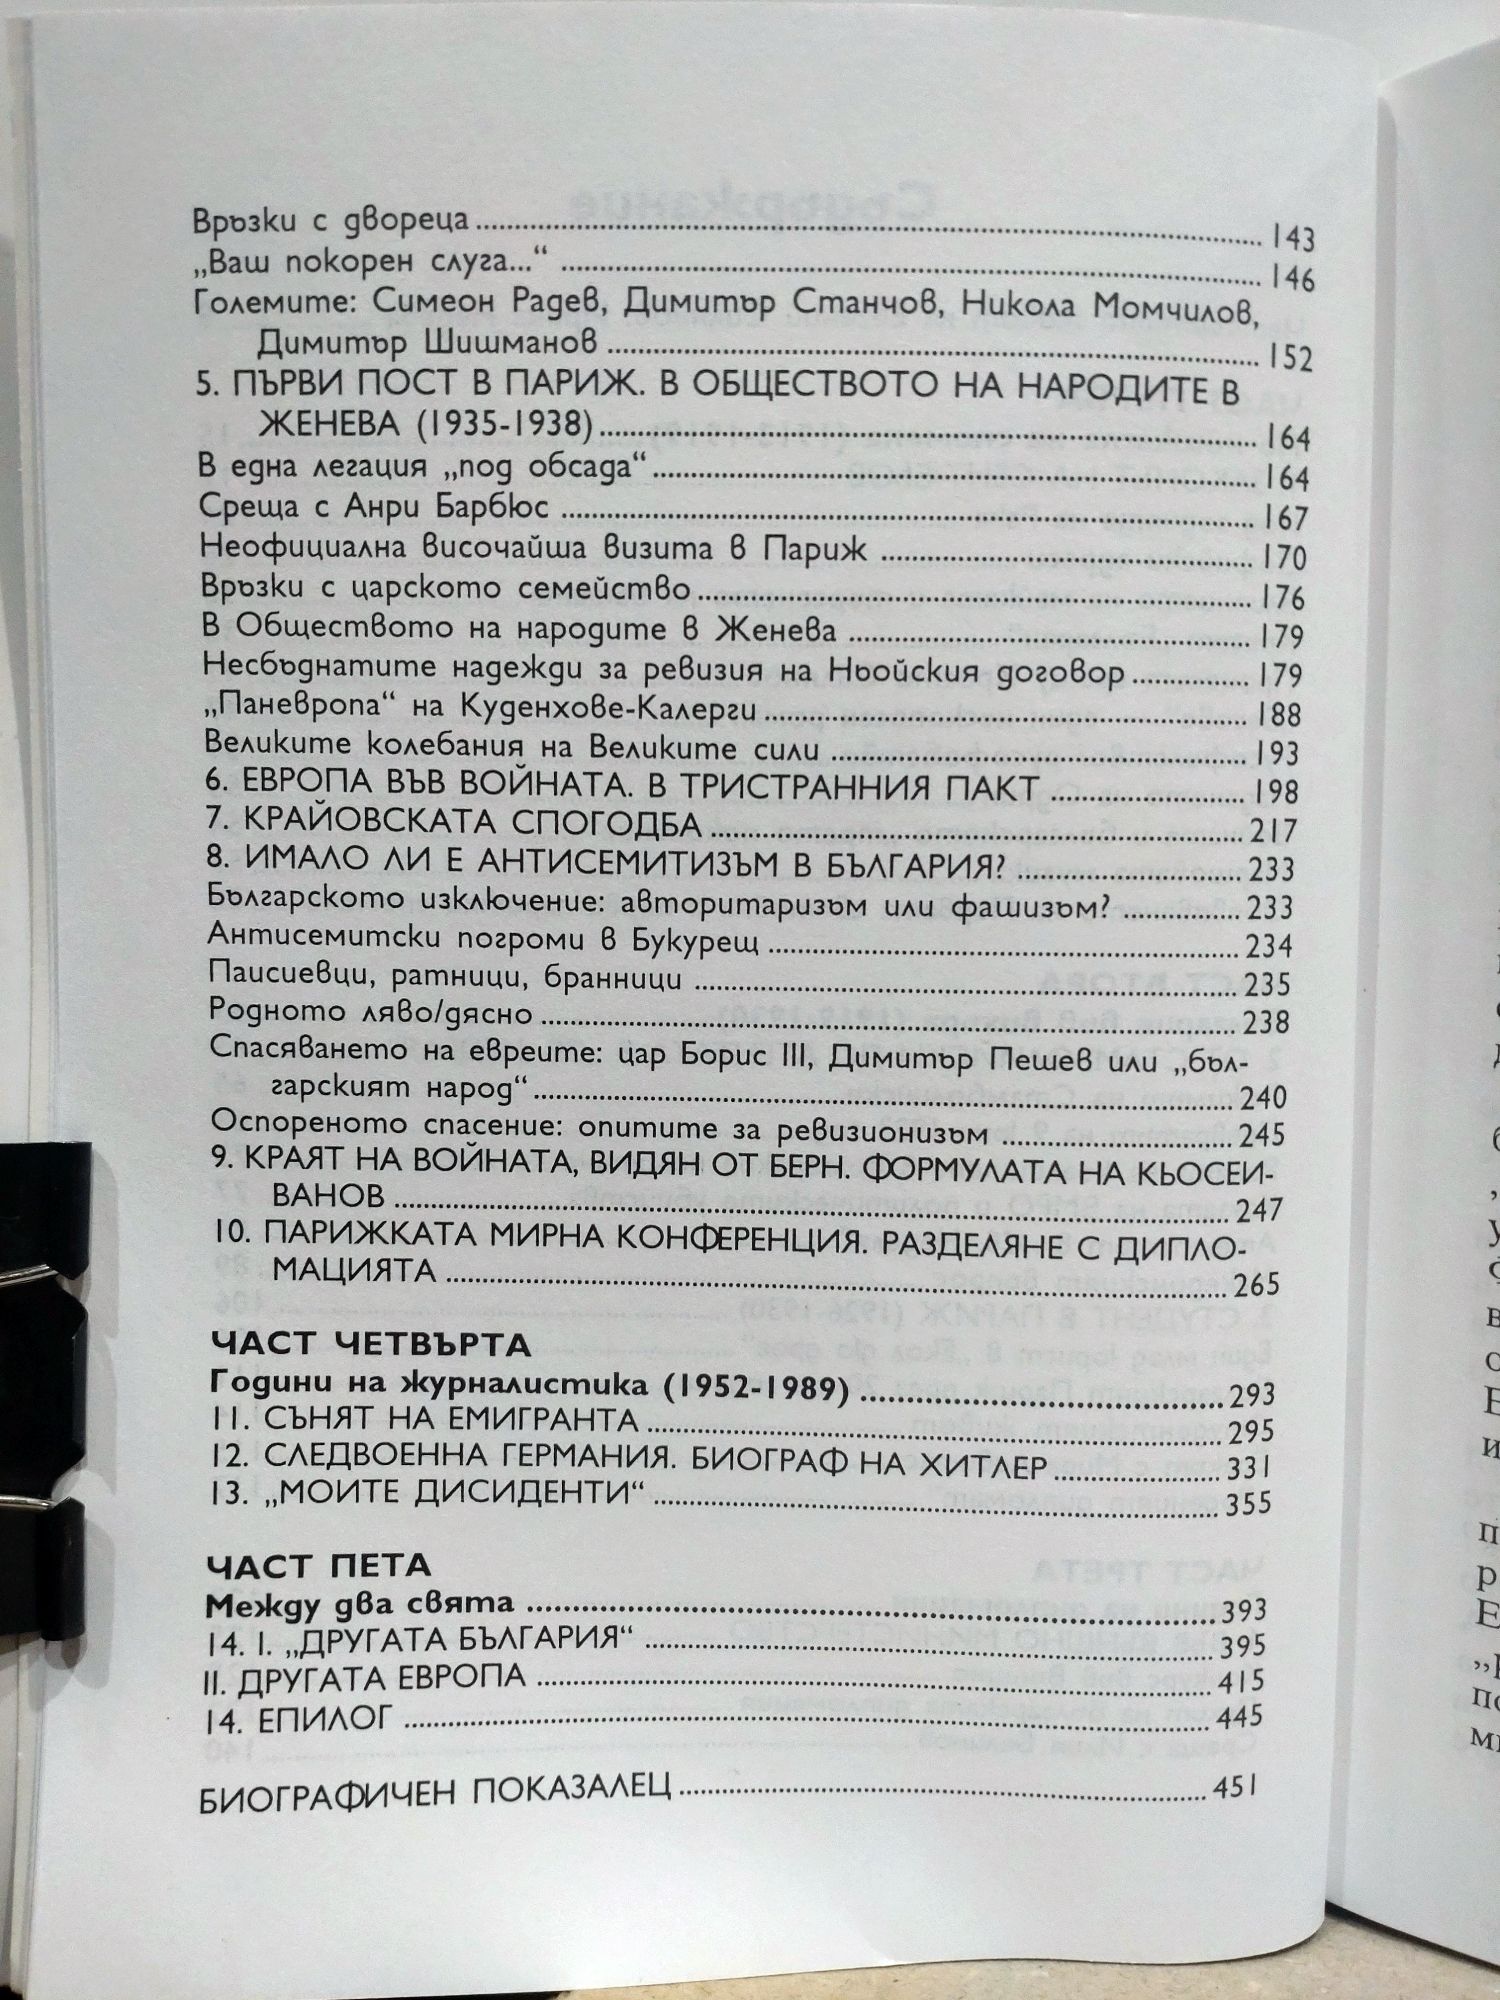 Връзки с двореца ... 143
„Ваш покорен слуга...“ ... 146
Големите: Симеон Радев, Димитър Станчов, Никола Момчилов,
Димитър Шишманов ... 152
5. ПЪРВИ ПОСТ В ПАРИЖ. В ОБЩЕСТВОТО НА НАРОДИТЕ В
ЖЕНЕВА (1935-1938) ... 164
В една легация „под обсада“ ... 164
Среща с Анри Барбюс ... 167
Неофициална височайша визита в Париж ... 170
Връзки с царското семейство ... 176
В Обществото на народите в Женева ... 179
Несбъднатите надежди за ревизия на Ньойския договор ... 179
„Паневропа“ на Куденхове-Калерги ... 188
Великите колебания на Великите сили ... 193
6. ЕВРОПА ВЪВ ВОЙНАТА. В ТРИСТРАННИЯ ПАКТ ... 198
7. КРАЙОВСКАТА СПОГОДБА ... 217
8. ИМАЛО ЛИ Е АНТИСЕМИТИЗЪМ В БЪЛГАРИЯ? ... 233
Българското изключение: авторитаризъм или фашизъм? ... 233
Антисемитски погроми в Букурещ ... 234
Паисиевци, ратници, бранници ... 235
Родното ляво/дясно ... 238
Спасяването на евреите: цар Борис III, Димитър Пешев или „бъл-
гарският народ“ ... 240
Оспореното спасение: опитите за ревизионизъм ... 245
9. КРАЯТ НА ВОЙНАТА, ВИДЯН ОТ БЕРН. ФОРМУЛАТА НА КЬОСЕИ-
ВАНОВ ... 247
10. ПАРИЖКАТА МИРНА КОНФЕРЕНЦИЯ. РАЗДЕЛЯНЕ С ДИПЛО-
МАЦИЯТА ... 265
ЧАСТ ЧЕТВЪРТА
Години на журналистика (1952-1989) ... 293
11. СЪНЯТ НА ЕМИГРАНТА ... 295
12. СЛЕДВОЕННА ГЕРМАНИЯ. БИОГРАФ НА ХИТЛЕР ... 331
13. „МОИТЕ ДИСИДЕНТИ“ ... 355
ЧАСТ ПЕТА
Между два свята ... 393
14. I. „ДРУГАТА БЪЛГАРИЯ“ ... 395
II. ДРУГАТА ЕВРОПА ... 415
14. ЕПИЛОГ ... 445
БИОГРАФИЧЕН ПОКАЗАЛЕЦ ... 451